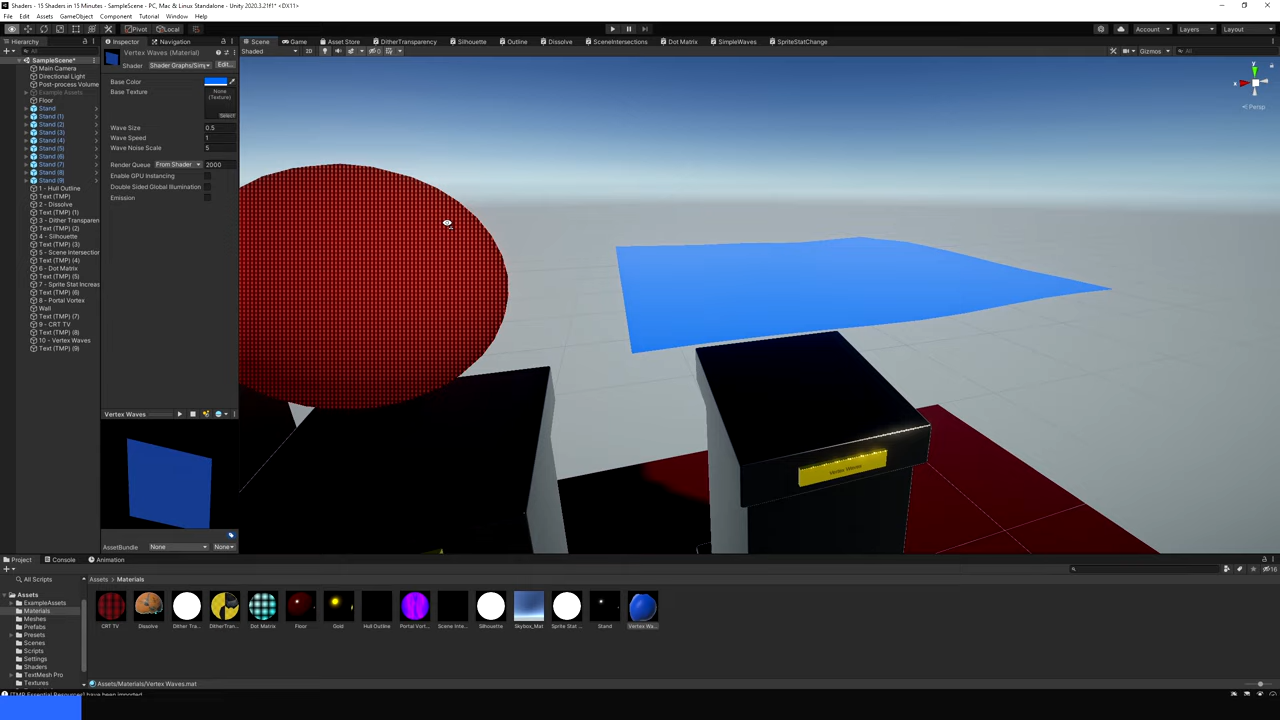 Shaders - 15 Shaders in 15 Minutes - SampleScene - PC, Mac & Linux Standalone - Unity 2020.3.21f1* <DX11>
File Edit Assets GameObject Component Tutorial Window Help
Pivot Local Account Layers Layout
Hierarchy Inspector Navigation Scene Game Asset Store DitherTransparency Silhouette Outline Dissolve SceneIntersections Dot Matrix SimpleWaves SpriteStatChange
All
Shaded 2D Gizmos All
SampleScene*
Main Camera
Directional Light
Post-process Volume
Example Assets
Floor
Stand
Stand (1)
Stand (2)
Stand (3)
Stand (4)
Stand (5)
Stand (6)
Stand (7)
Stand (8)
Stand (9)
1 - Hull Outline
Text (TMP)
2 - Dissolve
Text (TMP) (1)
3 - Dither Transparen
Text (TMP) (2)
4 - Silhouette
Text (TMP) (3)
5 - Scene Intersection
Text (TMP) (4)
6 - Dot Matrix
Text (TMP) (5)
7 - Sprite Stat Increas
Text (TMP) (6)
8 - Portal Vortex
Wall
Text (TMP) (7)
9 - CRT TV
Text (TMP) (8)
10 - Vertex Waves
Text (TMP) (9)
Vertex Waves (Material)
Shader Shader Graphs/Simp Edit...
Base Color
Base Texture None
(Texture)
Select
Wave Size 0.5
Wave Speed 1
Wave Noise Scale 5
Render Queue From Shader 2000
Enable GPU Instancing
Double Sided Global Illumination
Emission
Vertex Waves
AssetBundle None None
x
y
Persp
Vertex Waves
Project Console Animation
16
All Scripts
Assets
ExampleAssets
Materials
Meshes
Prefabs
Presets
Scenes
Scripts
Settings
Shaders
TextMesh Pro
Textures
Assets > Materials
CRT TV Dissolve Dither Tra... DitherTran... Dot Matrix Floor Gold Hull Outline Portal Vort... Scene Inte... Silhouette Skybox_Mat Sprite Stat ... Stand Vertex Wa...
Assets/Materials/Vertex Waves.mat
[TMP Essential Resources] have been imported.